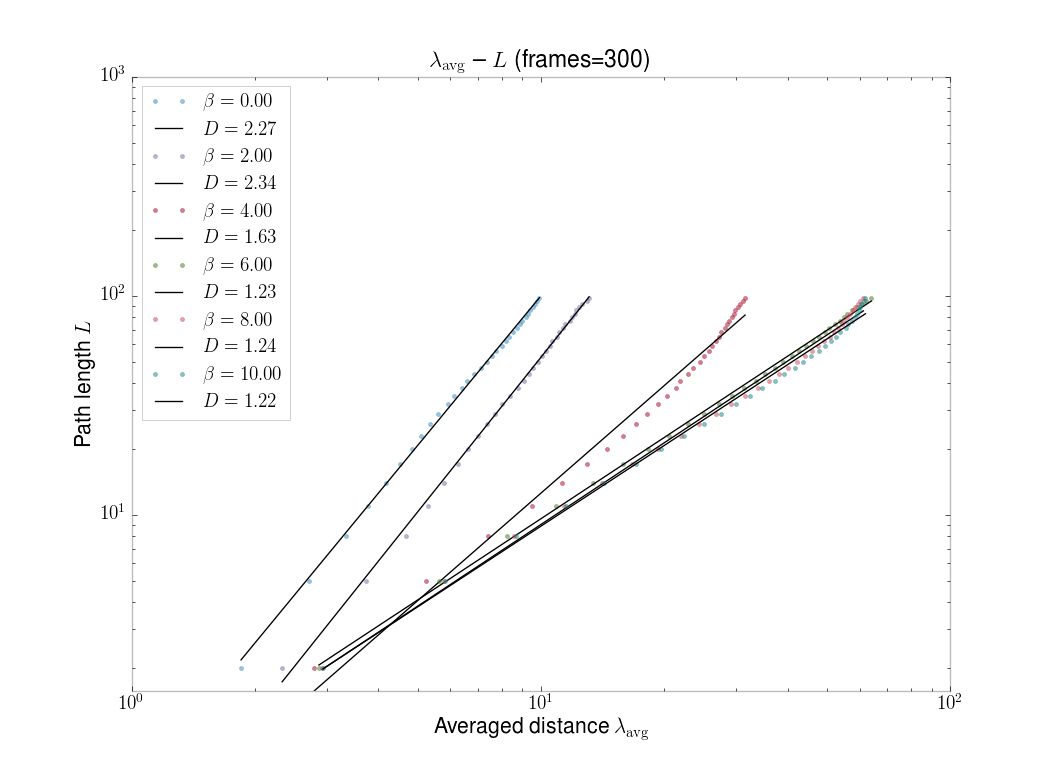 λavg − L (frames=300)
10³
β = 0.00
D = 2.27
β = 2.00
D = 2.34
β = 4.00
D = 1.63
β = 6.00
D = 1.23
β = 8.00
D = 1.24
β = 10.00
D = 1.22
10²
Path length L
10¹
10⁰
10¹
10²
Averaged distance λavg